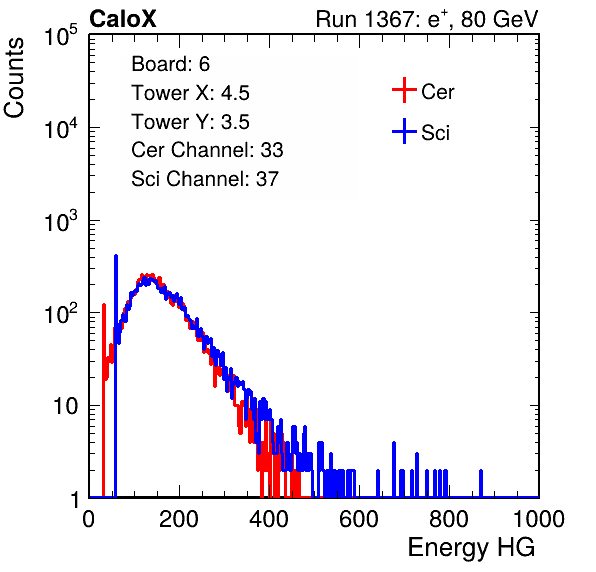 CaloX Run 1367: e⁺, 80 GeV
Counts
10⁵
10⁴
10³
10²
10
1
Board: 6
Tower X: 4.5
Tower Y: 3.5
Cer Channel: 33
Sci Channel: 37
Cer
Sci
0 200 400 600 800 1000
Energy HG